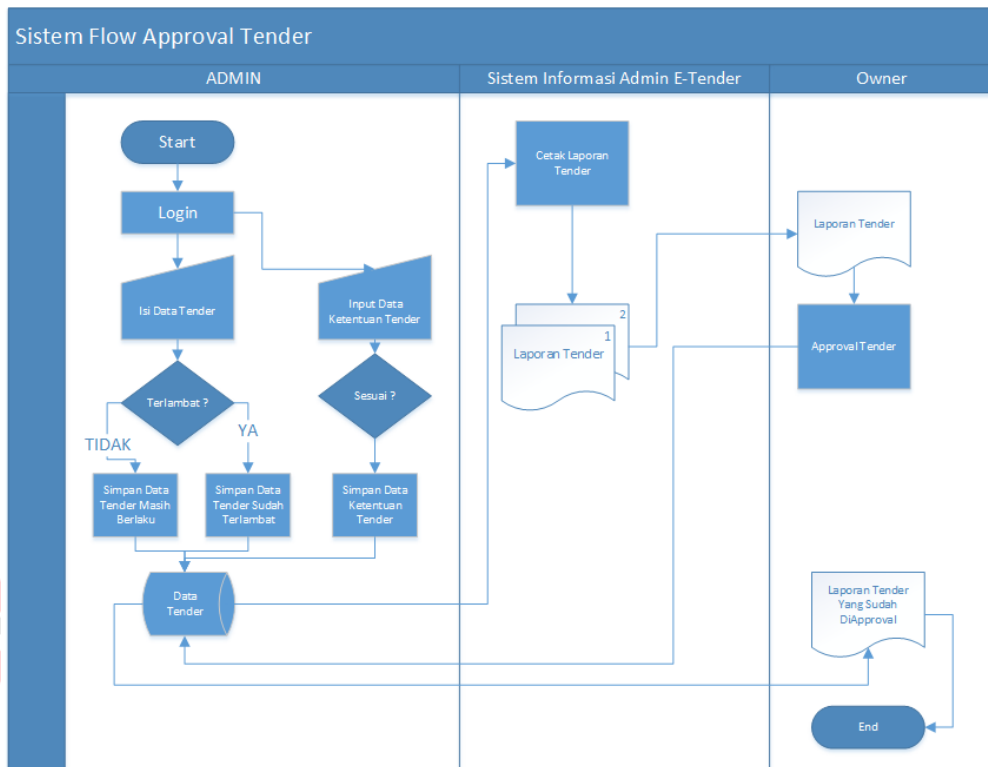 Sistem Flow Approval Tender
ADMIN
Sistem Informasi Admin E-Tender
Owner
Start
Login
Isi Data Tender
Input Data
Ketentuan Tender
Terlambat ?
Sesuai ?
TIDAK
YA
Simpan Data
Tender Masih
Berlaku
Simpan Data
Tender Sudah
Terlambat
Simpan Data
Ketentuan
Tender
Data
Tender
Cetak Laporan
Tender
2
1
Laporan Tender
Laporan Tender
Approval Tender
Laporan Tender
Yang Sudah
DiApproval
End